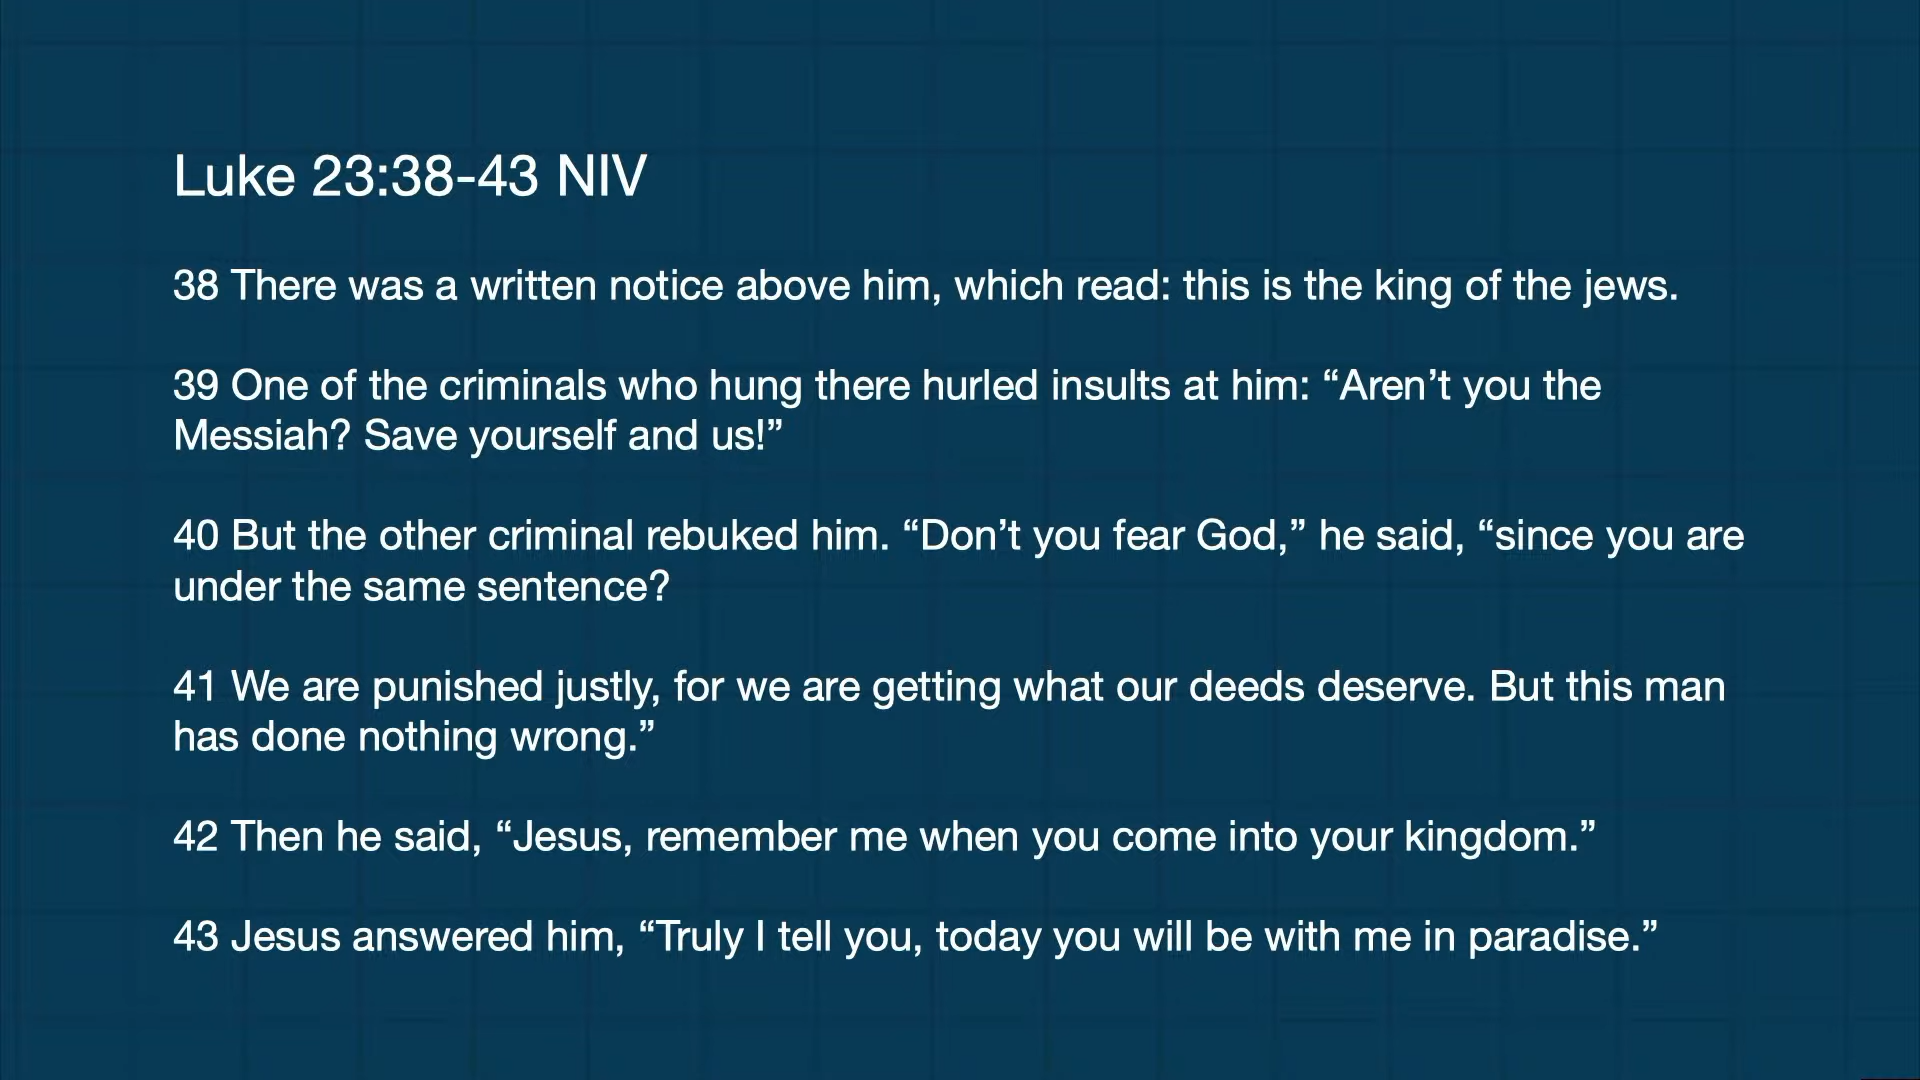 Luke 23:38-43 NIV
38 There was a written notice above him, which read: this is the king of the jews.
39 One of the criminals who hung there hurled insults at him: “Aren’t you the
Messiah? Save yourself and us!”
40 But the other criminal rebuked him. “Don’t you fear God,” he said, “since you are
under the same sentence?
41 We are punished justly, for we are getting what our deeds deserve. But this man
has done nothing wrong.”
42 Then he said, “Jesus, remember me when you come into your kingdom.”
43 Jesus answered him, “Truly I tell you, today you will be with me in paradise.”